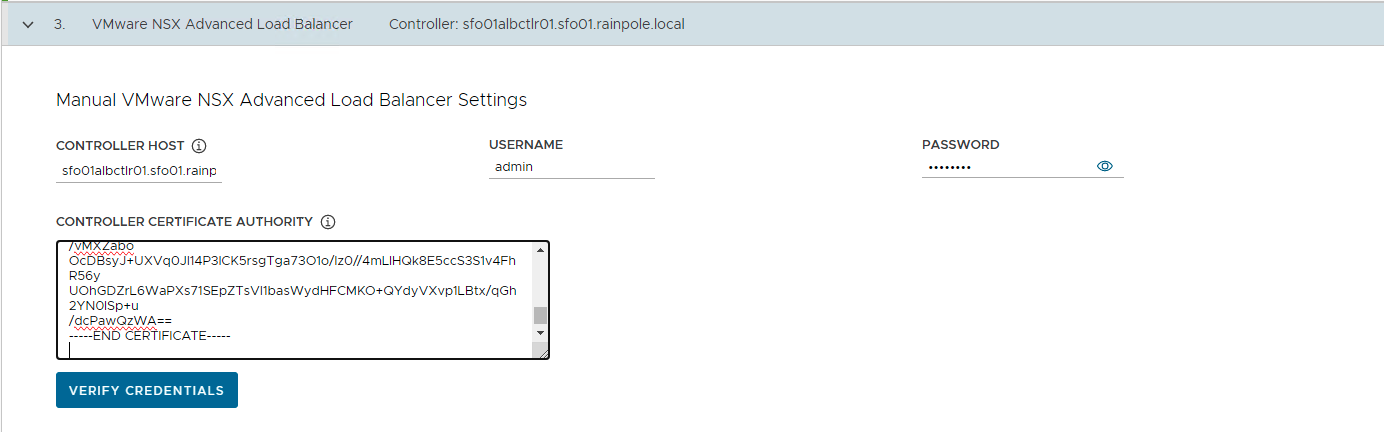 3. VMware NSX Advanced Load Balancer Controller: sfo01albctlr01.sfo01.rainpole.local
Manual VMware NSX Advanced Load Balancer Settings
CONTROLLER HOST USERNAME PASSWORD
sfo01albctlr01.sfo01.rainp admin ••••••••
CONTROLLER CERTIFICATE AUTHORITY
/vMXZabo
OcDBsyJ+UXVq0JI14P3lCK5rsgTga73O1o/Iz0//4mLIHQk8E5ccS3S1v4Fh
R56y
UOhGDZrL6WaPXs71SEpZTsVl1basWydHFCMKO+QYdyVXvp1LBtx/qGh
2YN0lSp+u
/dcPawQzWA==
-----END CERTIFICATE-----
VERIFY CREDENTIALS